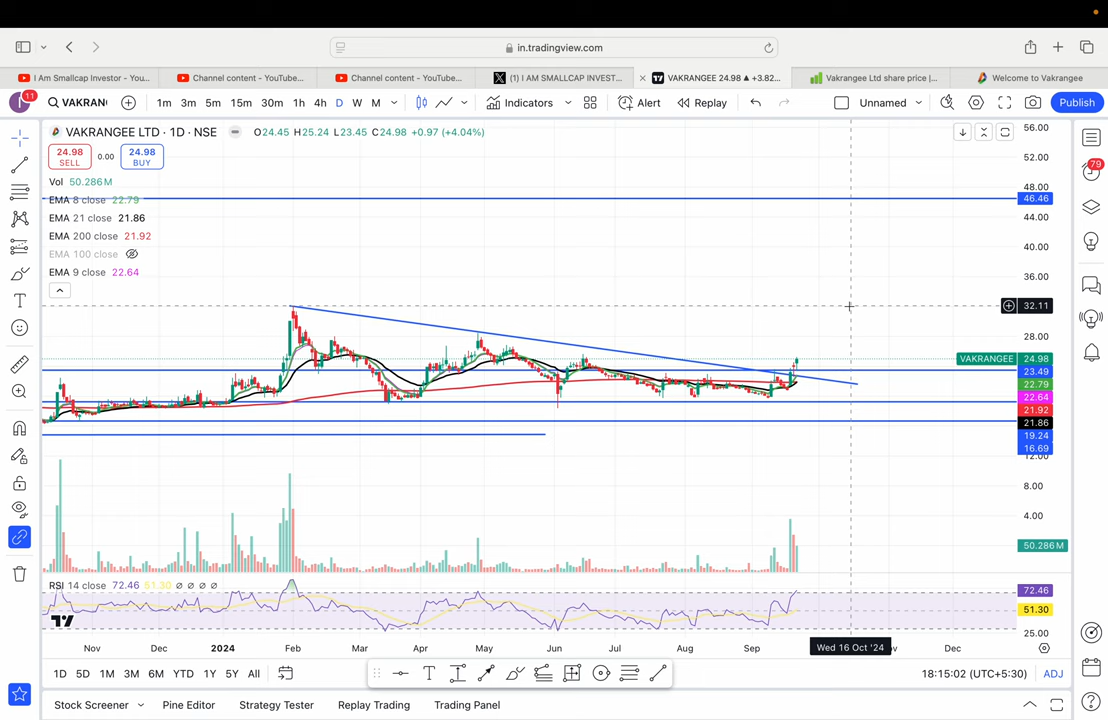 in.tradingview.com
I Am Smallcap Investor - You...
Channel content - YouTube...
Channel content - YouTube...
(1) I AM SMALLCAP INVEST...
VAKRANGEE 24.98 ▲ +3.82...
Vakrangee Ltd share price |...
Welcome to Vakrangee
I 11
VAKRAN
1m 3m 5m 15m 30m 1h 4h D W M
Indicators
Alert
Replay
Unnamed
Publish
VAKRANGEE LTD · 1D · NSE
O24.45 H25.24 L23.45 C24.98 +0.97 (+4.04%)
24.98
SELL
0.00
24.98
BUY
Vol 50.286M
EMA 8 close 22.79
EMA 21 close 21.86
EMA 200 close 21.92
EMA 100 close
EMA 9 close 22.64
56.00
52.00
48.00
46.46
44.00
40.00
36.00
32.11
28.00
VAKRANGEE 24.98
23.49
22.79
22.64
21.92
21.86
19.24
16.69
12.00
8.00
4.00
50.286M
RSI 14 close 72.46 51.30 ∅ ∅ ∅ ∅
72.46
51.30
25.00
79
Nov Dec 2024 Feb Mar Apr May Jun Jul Aug Sep Wed 16 Oct '24 Dec
1D 5D 1M 3M 6M YTD 1Y 5Y All
18:15:02 (UTC+5:30) ADJ
Stock Screener Pine Editor Strategy Tester Replay Trading Trading Panel